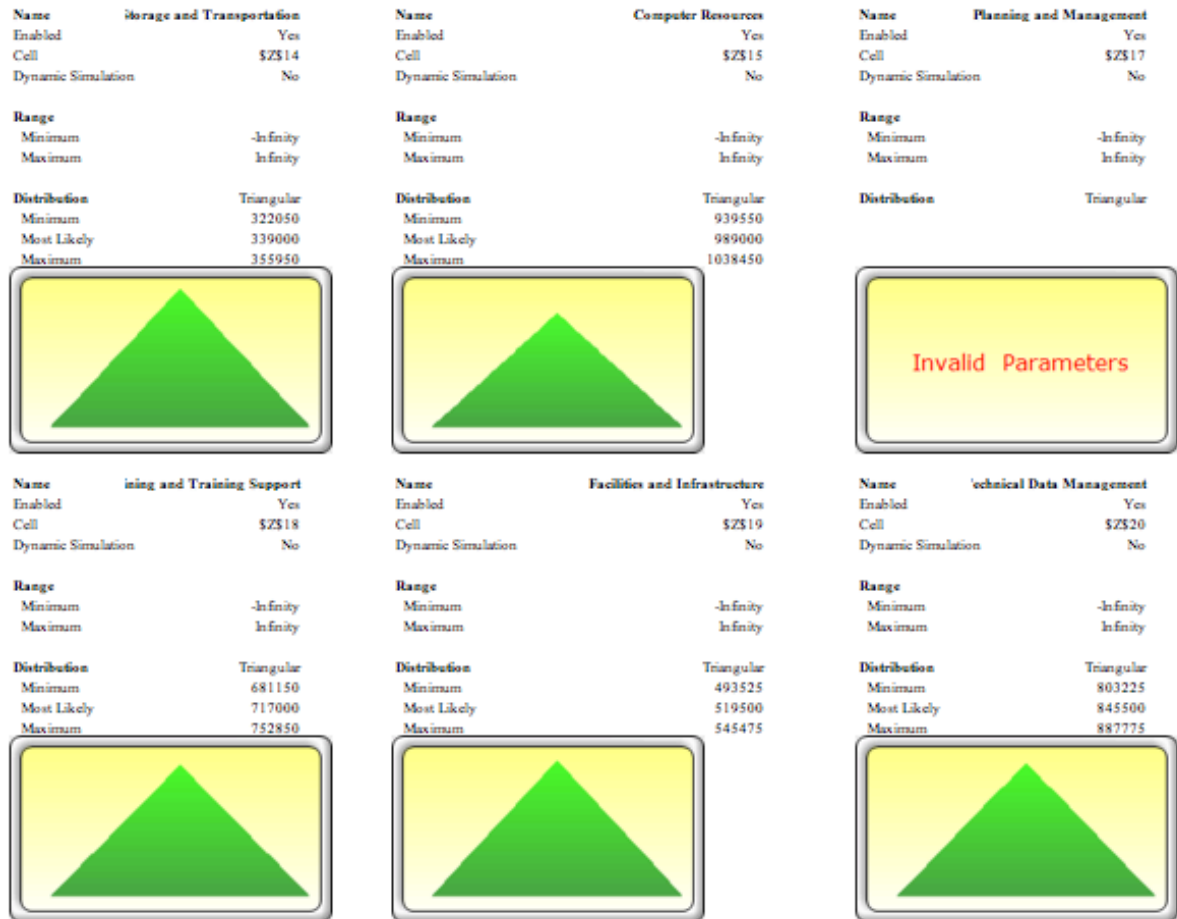 Name Storage and Transportation
Enabled Yes
Cell $Z$14
Dynamic Simulation No
Range
Minimum -Infinity
Maximum Infinity
Distribution Triangular
Minimum 322050
Most Likely 339000
Maximum 355950
Name Computer Resources
Enabled Yes
Cell $Z$15
Dynamic Simulation No
Range
Minimum -Infinity
Maximum Infinity
Distribution Triangular
Minimum 939550
Most Likely 989000
Maximum 1038450
Name Planning and Management
Enabled Yes
Cell $Z$17
Dynamic Simulation No
Range
Minimum -Infinity
Maximum Infinity
Distribution Triangular
Invalid Parameters
Name ining and Training Support
Enabled Yes
Cell $Z$18
Dynamic Simulation No
Range
Minimum -Infinity
Maximum Infinity
Distribution Triangular
Minimum 681150
Most Likely 717000
Maximum 752850
Name Facilities and Infrastructure
Enabled Yes
Cell $Z$19
Dynamic Simulation No
Range
Minimum -Infinity
Maximum Infinity
Distribution Triangular
Minimum 493525
Most Likely 519500
Maximum 545475
Name echnical Data Management
Enabled Yes
Cell $Z$20
Dynamic Simulation No
Range
Minimum -Infinity
Maximum Infinity
Distribution Triangular
Minimum 803225
Most Likely 845500
Maximum 887775